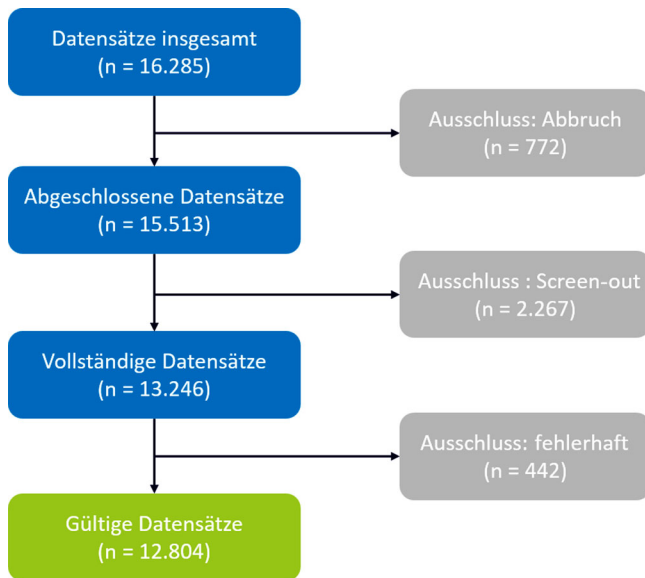 Datensätze insgesamt
(n = 16.285)
Ausschluss: Abbruch
(n = 772)
Abgeschlossene Datensätze
(n = 15.513)
Ausschluss : Screen-out
(n = 2.267)
Vollständige Datensätze
(n = 13.246)
Ausschluss: fehlerhaft
(n = 442)
Gültige Datensätze
(n = 12.804)